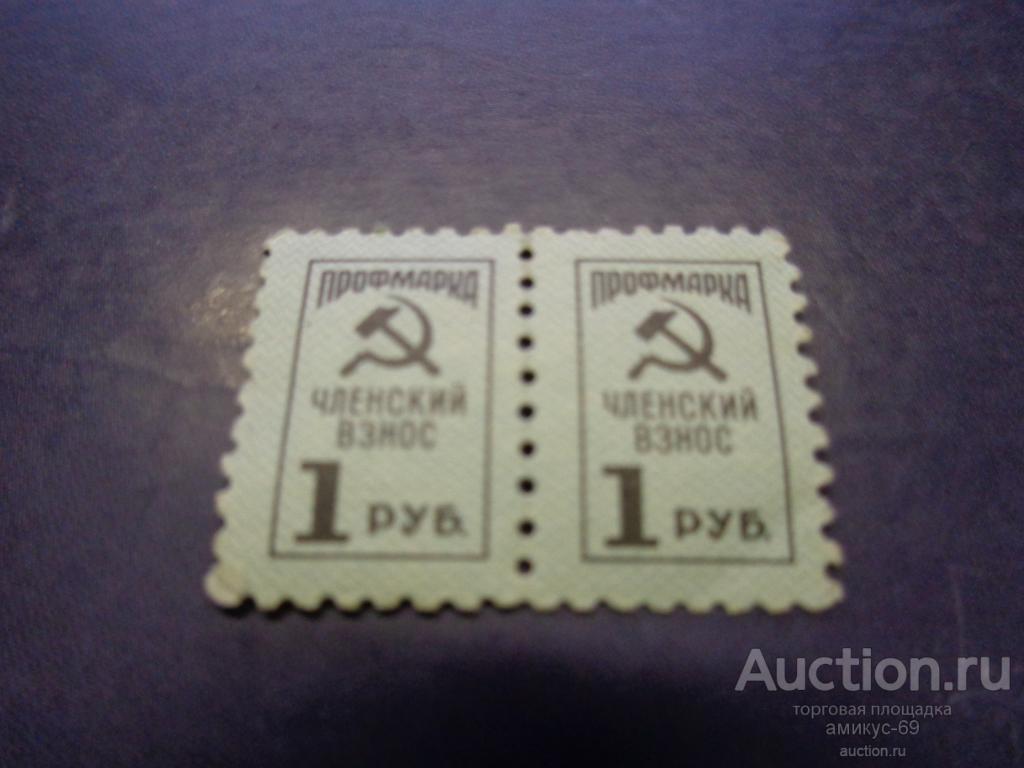 ПРОФМАРКА
ЧЛЕНСКИЙ
ВЗНОС
1 РУБ.
ПРОФМАРКА
ЧЛЕНСКИЙ
ВЗНОС
1 РУБ.
Auction.ru
торговая площадка
амикус-69
auction.ru